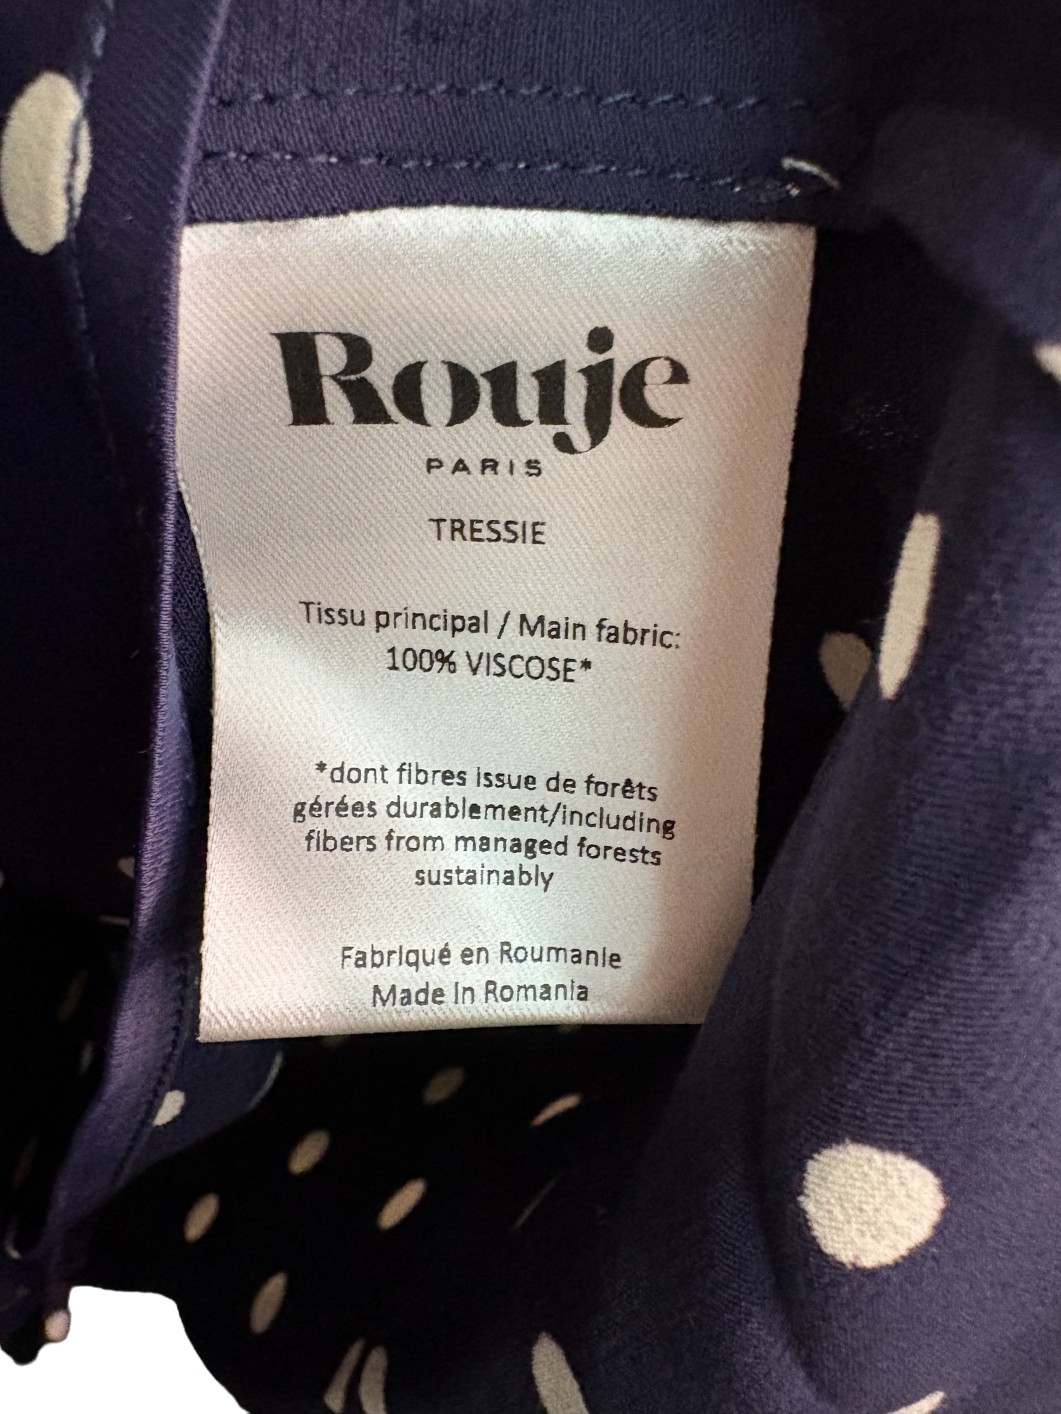 Rouje
PARIS
TRESSIE
Tissu principal / Main fabric:
100% VISCOSE*
*dont fibres issue de forêts
gérées durablement/including
fibers from managed forests
sustainably
Fabriqué en Roumanie
Made in Romania